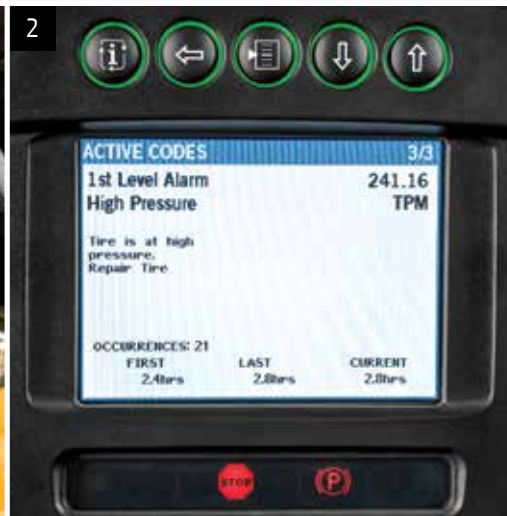 2
ACTIVE CODES 3/3
1st Level Alarm 241.16
High Pressure TPM
Tire is at high
pressure.
Repair Tire
OCCURRENCES: 21
FIRST LAST CURRENT
2.4hrs 2.8hrs 2.8hrs
STOP
P